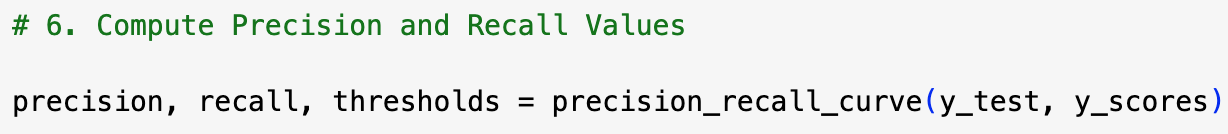 # 6. Compute Precision and Recall Values
precision, recall, thresholds = precision_recall_curve(y_test, y_scores)